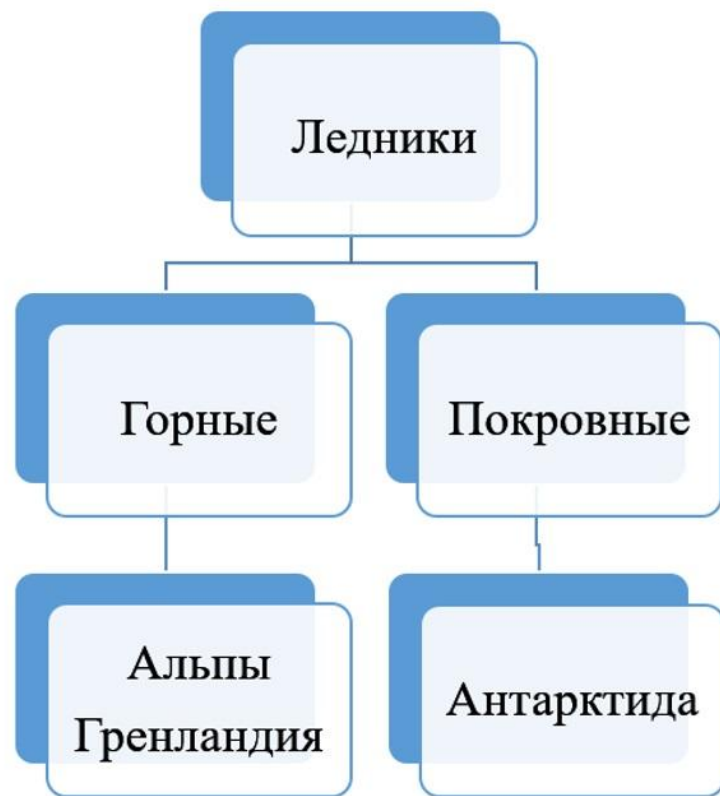 Ледники
Горные
Покровные
Альпы
Гренландия
Антарктида